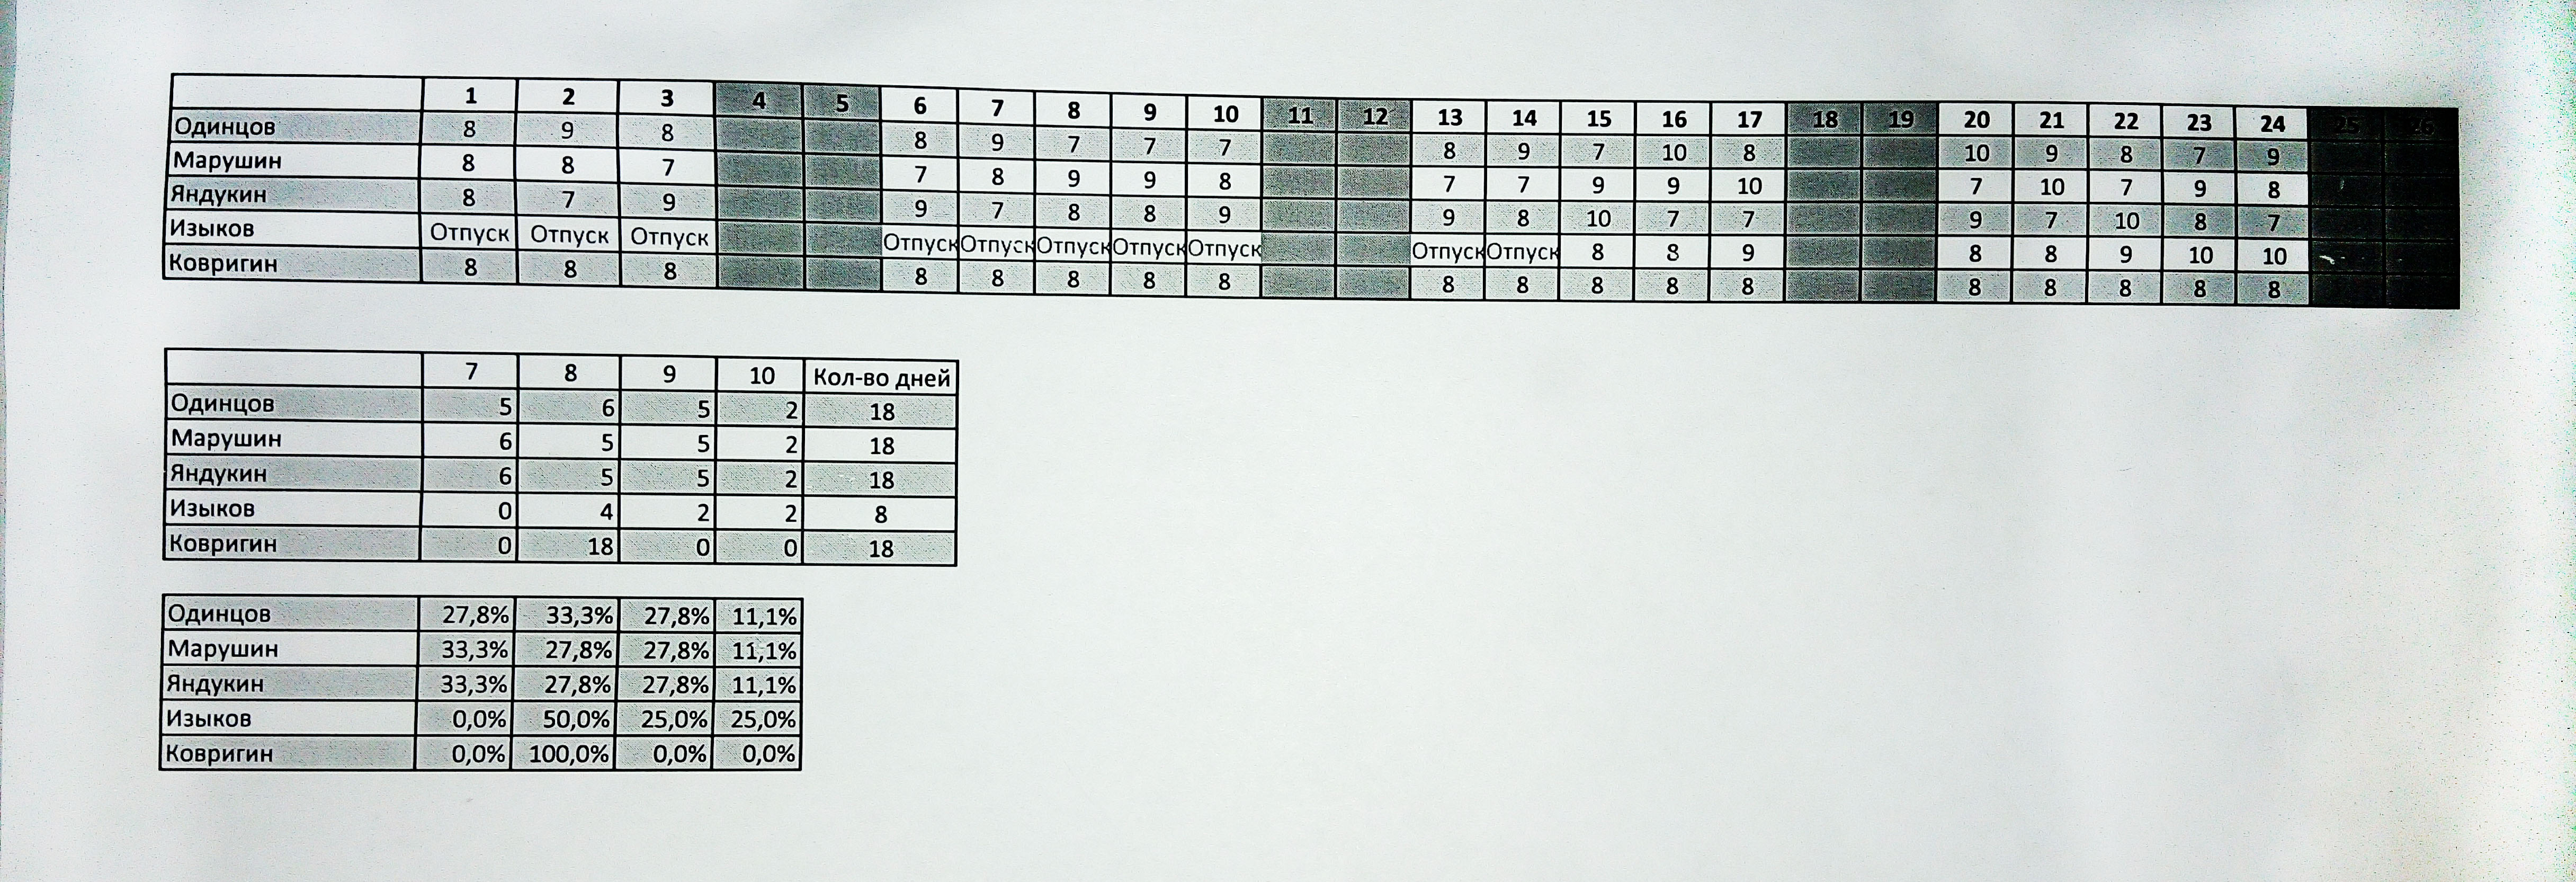 1 2 3 4 5 6 7 8 9 10 11 12 13 14 15 16 17 18 19 20 21 22 23 24 25 26
Одинцов 8 9 8 8 9 7 7 7 8 9 7 10 8 10 9 8 7 9
Марушин 8 8 7 7 8 9 9 8 7 7 9 9 10 7 10 7 9 8
Яндукин 8 7 9 9 7 8 8 9 9 8 10 7 7 9 7 10 8 7
Изыков Отпуск Отпуск Отпуск Отпуск Отпуск Отпуск Отпуск Отпуск Отпуск Отпуск 8 8 9 8 8 9 10 10
Ковригин 8 8 8 8 8 8 8 8 8 8 8 8 8 8 8 8 8 8
7 8 9 10 Кол-во дней
Одинцов 5 6 5 2 18
Марушин 6 5 5 2 18
Яндукин 6 5 5 2 18
Изыков 0 4 2 2 8
Ковригин 0 18 0 0 18
Одинцов 27,8% 33,3% 27,8% 11,1%
Марушин 33,3% 27,8% 27,8% 11,1%
Яндукин 33,3% 27,8% 27,8% 11,1%
Изыков 0,0% 50,0% 25,0% 25,0%
Ковригин 0,0% 100,0% 0,0% 0,0%